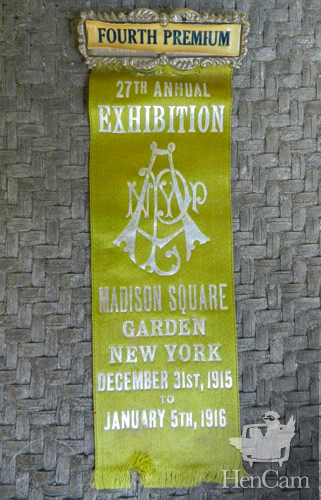 FOURTH PREMIUM
27TH ANNUAL
EXHIBITION
MADISON SQUARE
GARDEN
NEW YORK
DECEMBER 31ST, 1915
TO
JANUARY 5TH, 1916
HenCam